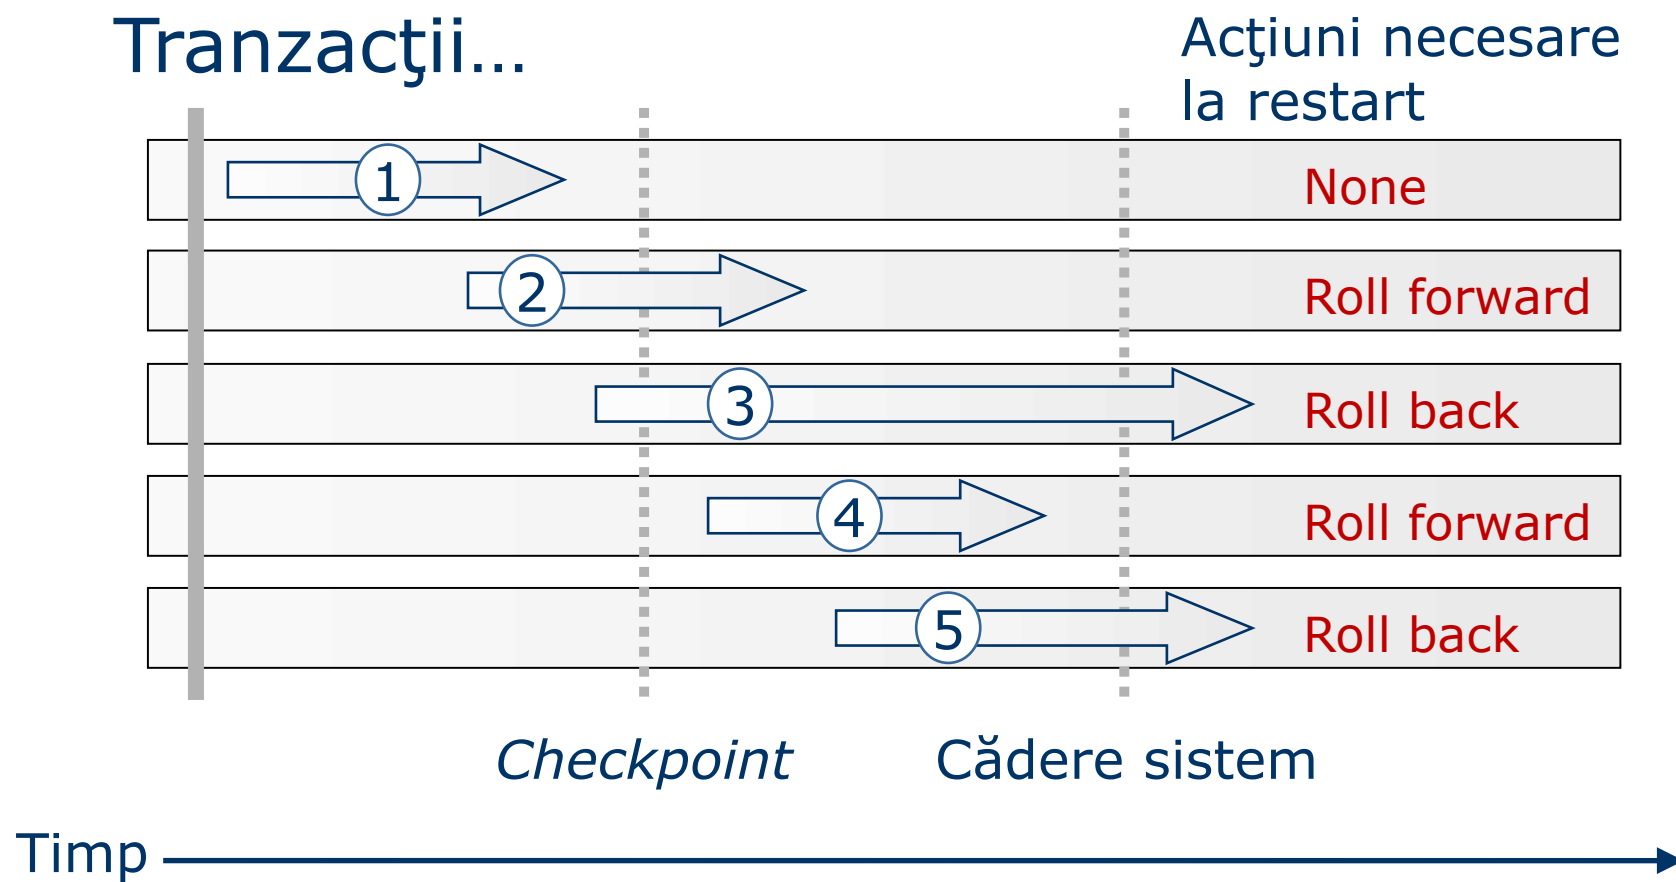 Tranzacţii...
Acţiuni necesare
la restart
1
None
2
Roll forward
3
Roll back
4
Roll forward
5
Roll back
Checkpoint
Cădere sistem
Timp